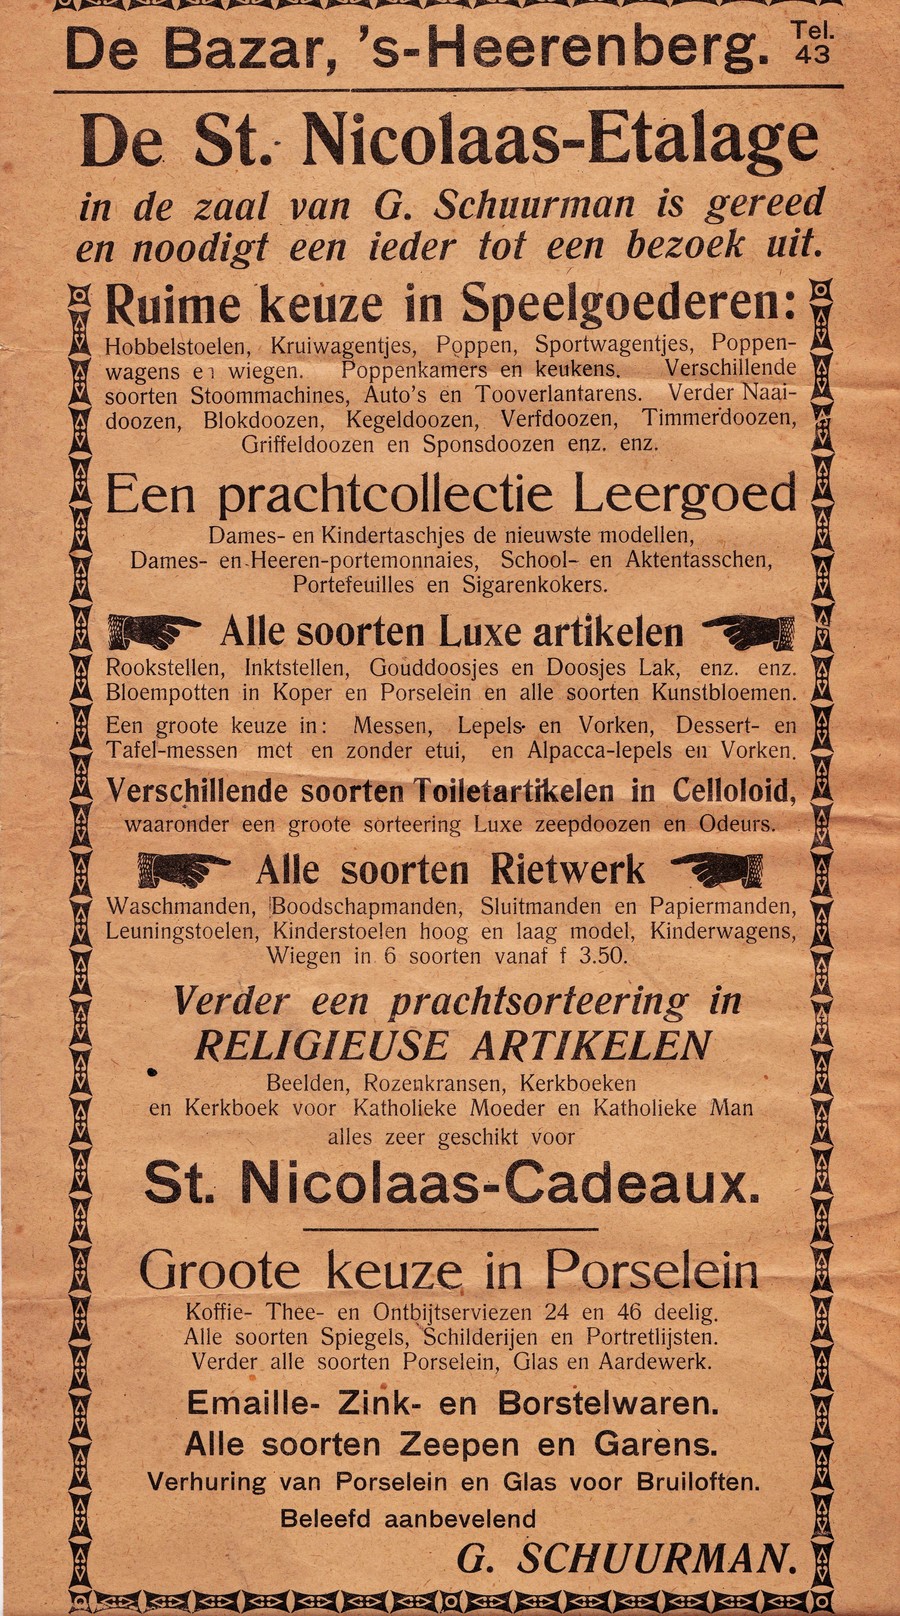 De Bazar, 's-Heerenberg. Tel. 43
De St. Nicolaas-Etalage
in de zaal van G. Schuurman is gereed
en noodigt een ieder tot een bezoek uit.
Ruime keuze in Speelgoederen:
Hobbelstoelen, Kruiwagentjes, Poppen, Sportwagentjes, Poppen-
wagens en wiegen. Poppenkamers en keukens. Verschillende
soorten Stoommachines, Auto's en Tooverlantarens. Verder Naai-
doozen, Blokdoozen, Kegeldoozen, Verfdoozen, Timmerdoozen,
Griffeldoozen en Sponsdoozen enz. enz.
Een prachtcollectie Leergoed
Dames- en Kindertaschjes de nieuwste modellen,
Dames- en Heeren-portemonnaies, School- en Aktentasschen,
Portefeuilles en Sigarenkokers.
Alle soorten Luxe artikelen
Rookstellen, Inktstellen, Gouddoosjes en Doosjes Lak, enz. enz.
Bloempotten in Koper en Porselein en alle soorten Kunstbloemen.
Een groote keuze in: Messen, Lepels- en Vorken, Dessert- en
Tafel-messen met en zonder etui, en Alpacca-lepels en Vorken.
Verschillende soorten Toiletartikelen in Celloloid,
waaronder een groote sorteering Luxe zeepdoozen en Odeurs.
Alle soorten Rietwerk
Waschmanden, Boodschapmanden, Sluitmanden en Papiermanden,
Leuningstoelen, Kinderstoelen hoog en laag model, Kinderwagens,
Wiegen in 6 soorten vanaf f 3.50.
Verder een prachtsorteering in
RELIGIEUSE ARTIKELEN
Beelden, Rozenkransen, Kerkboeken
en Kerkboek voor Katholieke Moeder en Katholieke Man
alles zeer geschikt voor
St. Nicolaas-Cadeaux.
Groote keuze in Porselein
Koffie- Thee- en Ontbijtserviezen 24 en 46 deelig.
Alle soorten Spiegels, Schilderijen en Portretlijsten.
Verder alle soorten Porselein, Glas en Aardewerk.
Emaille- Zink- en Borstelwaren.
Alle soorten Zeepen en Garens.
Verhuring van Porselein en Glas voor Bruiloften.
Beleefd aanbevelend
G. SCHUURMAN.